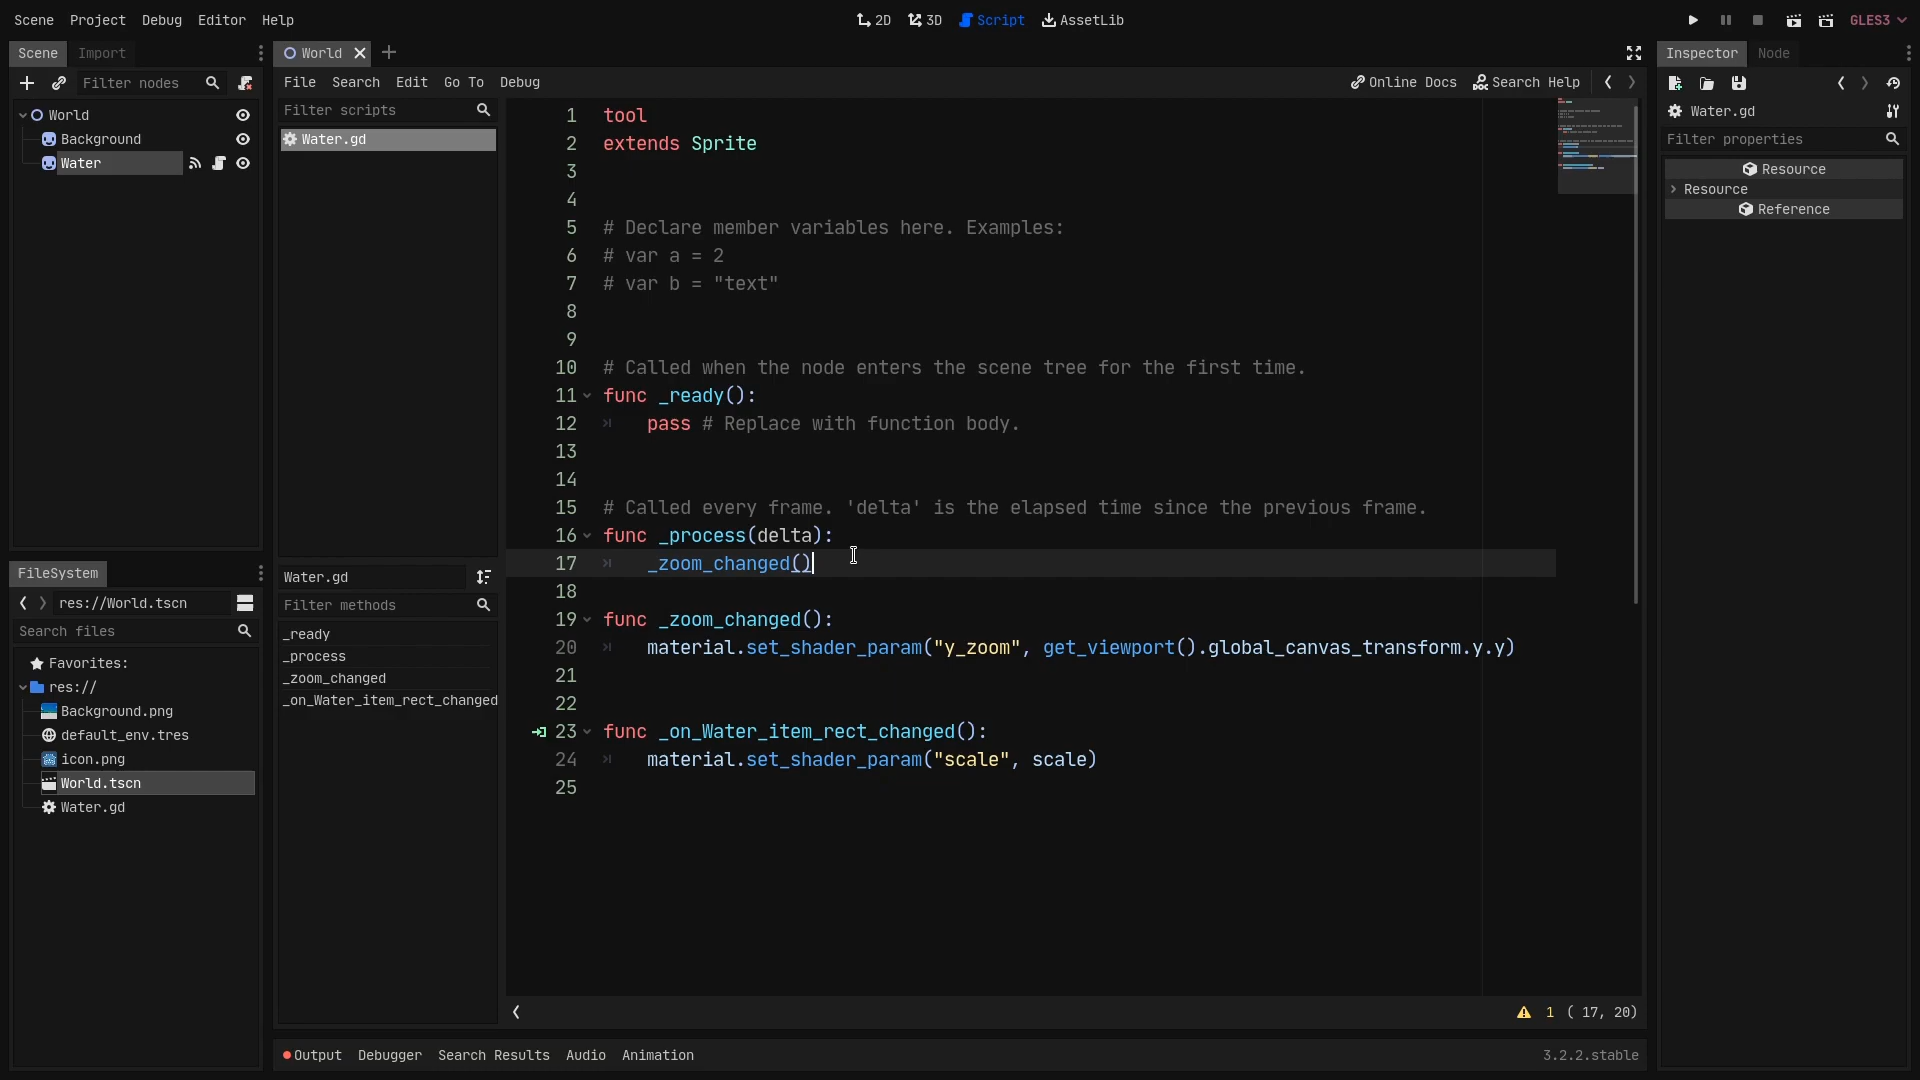 Scene Project Debug Editor Help
2D 3D Script AssetLib
GLES3
Scene Import
Filter nodes
World
Background
Water
FileSystem
res://World.tscn
Search files
Favorites:
res://
Background.png
default_env.tres
icon.png
World.tscn
Water.gd
World
File Search Edit Go To Debug
Online Docs Search Help
Filter scripts
Water.gd
Water.gd
Filter methods
_ready
_process
_zoom_changed
_on_Water_item_rect_changed
1 tool
2 extends Sprite
3
4
5 # Declare member variables here. Examples:
6 # var a = 2
7 # var b = "text"
8
9
10 # Called when the node enters the scene tree for the first time.
11 func _ready():
12 pass # Replace with function body.
13
14
15 # Called every frame. 'delta' is the elapsed time since the previous frame.
16 func _process(delta):
17 _zoom_changed()
18
19 func _zoom_changed():
20 material.set_shader_param("y_zoom", get_viewport().global_canvas_transform.y.y)
21
22
23 func _on_Water_item_rect_changed():
24 material.set_shader_param("scale", scale)
25
1 ( 17, 20)
Output Debugger Search Results Audio Animation
3.2.2.stable
Inspector Node
Water.gd
Filter properties
Resource
Resource
Reference